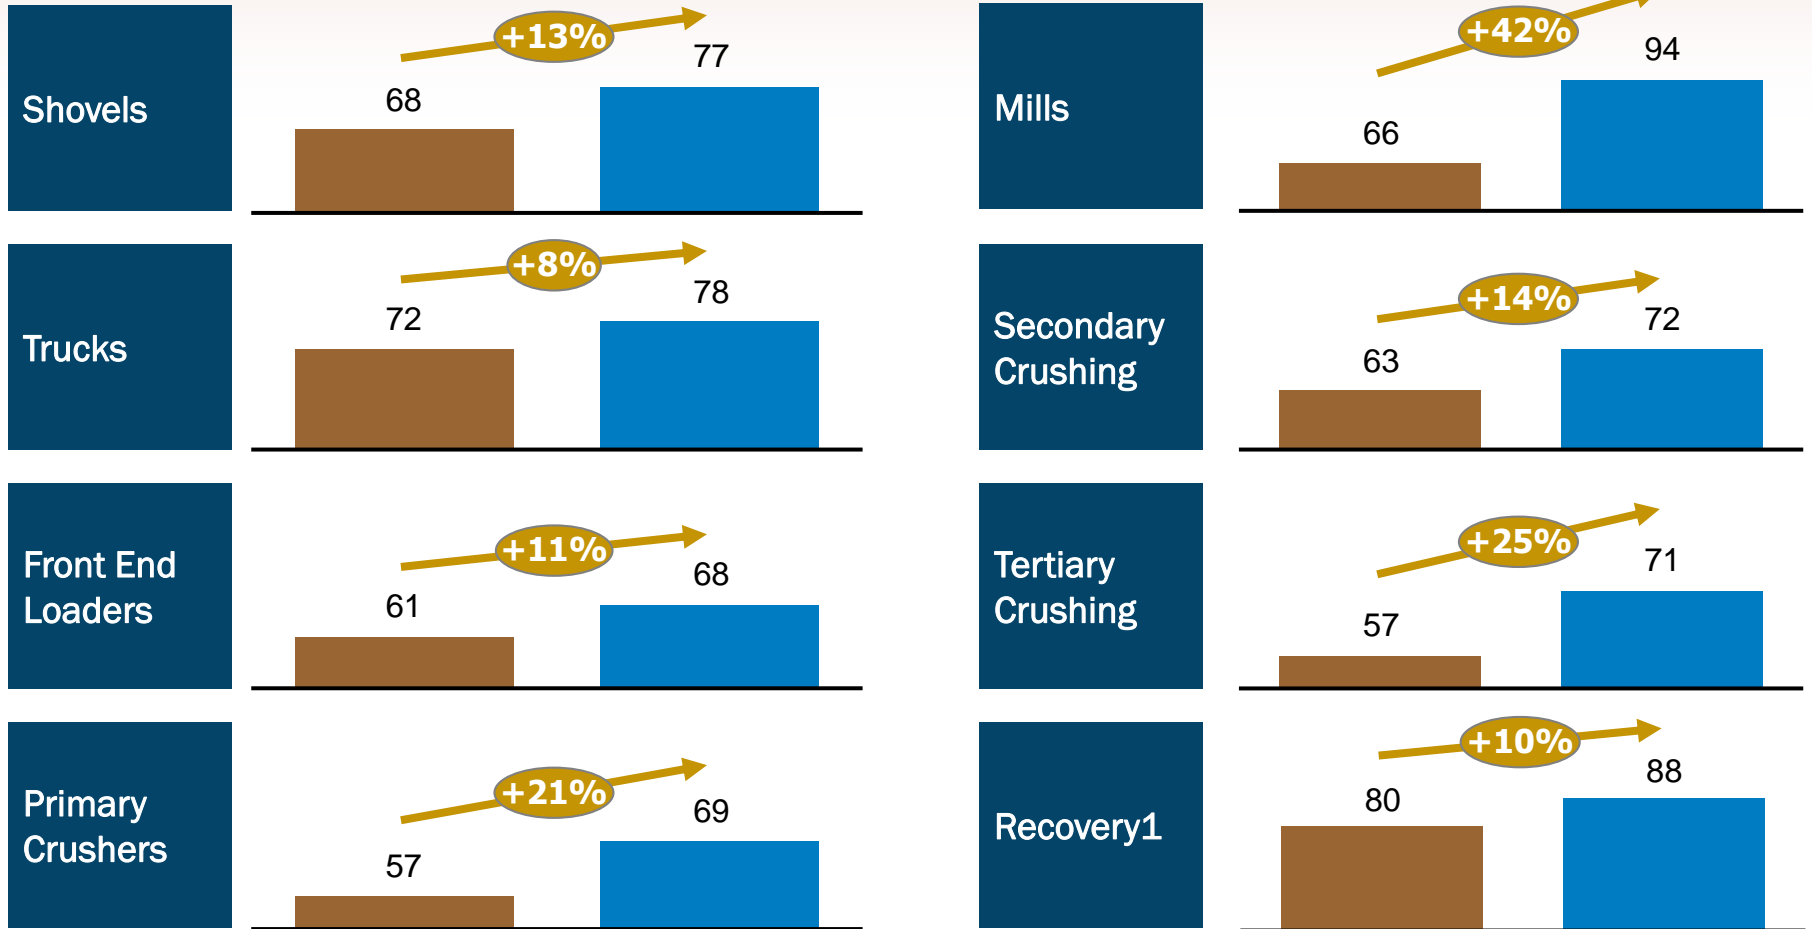 Shovels
+13%
68
77
Trucks
+8%
72
78
Front End
Loaders
+11%
61
68
Primary
Crushers
+21%
57
69
Mills
+42%
66
94
Secondary
Crushing
+14%
63
72
Tertiary
Crushing
+25%
57
71
Recovery1
+10%
80
88